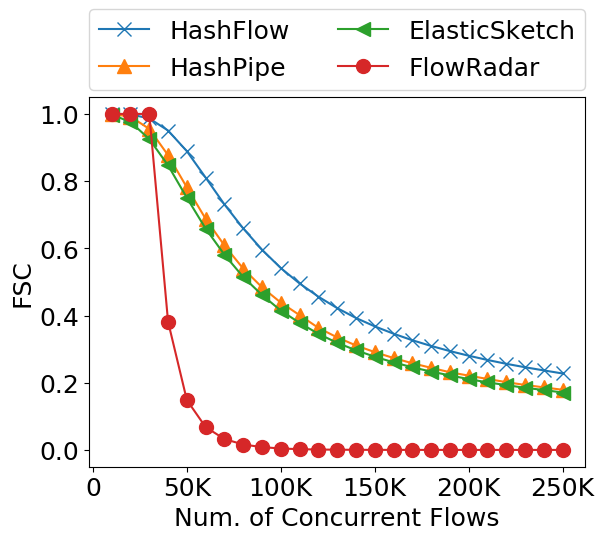 HashFlow ElasticSketch
HashPipe FlowRadar
1.0
0.8
0.6
0.4
0.2
0.0
FSC
0 50K 100K 150K 200K 250K
Num. of Concurrent Flows